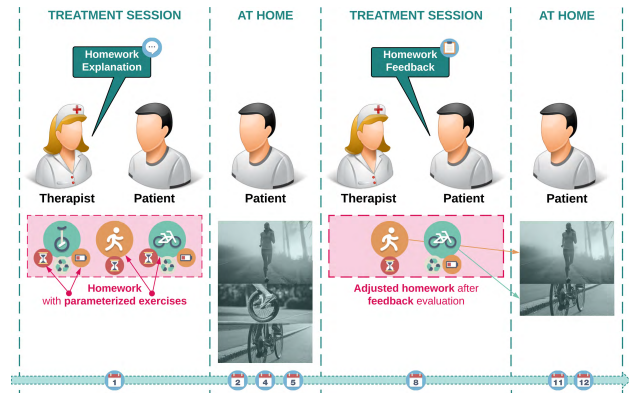 TREATMENT SESSION
AT HOME
TREATMENT SESSION
AT HOME
Homework
Explanation
Homework
Feedback
Therapist
Patient
Patient
Therapist
Patient
Patient
Homework
with parameterized exercises
Adjusted homework after
feedback evaluation
1
2
4
5
8
11
12